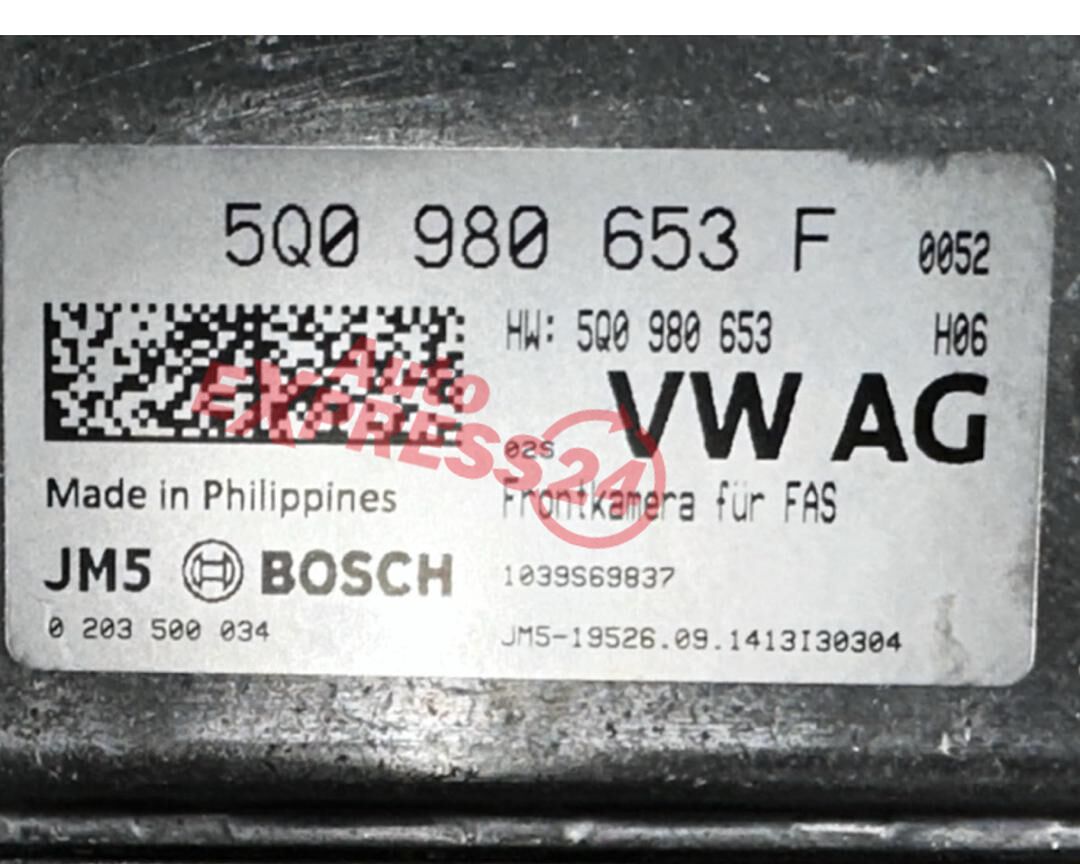 5Q0 980 653 F 0052
HW: 5Q0 980 653 H06
VW AG
02S
Made in Philippines
Frontkamera für FAS
JM5 BOSCH
1039S69837
0 203 500 034
JM5-19526.09.1413I30304
Auto
EXPRESS24